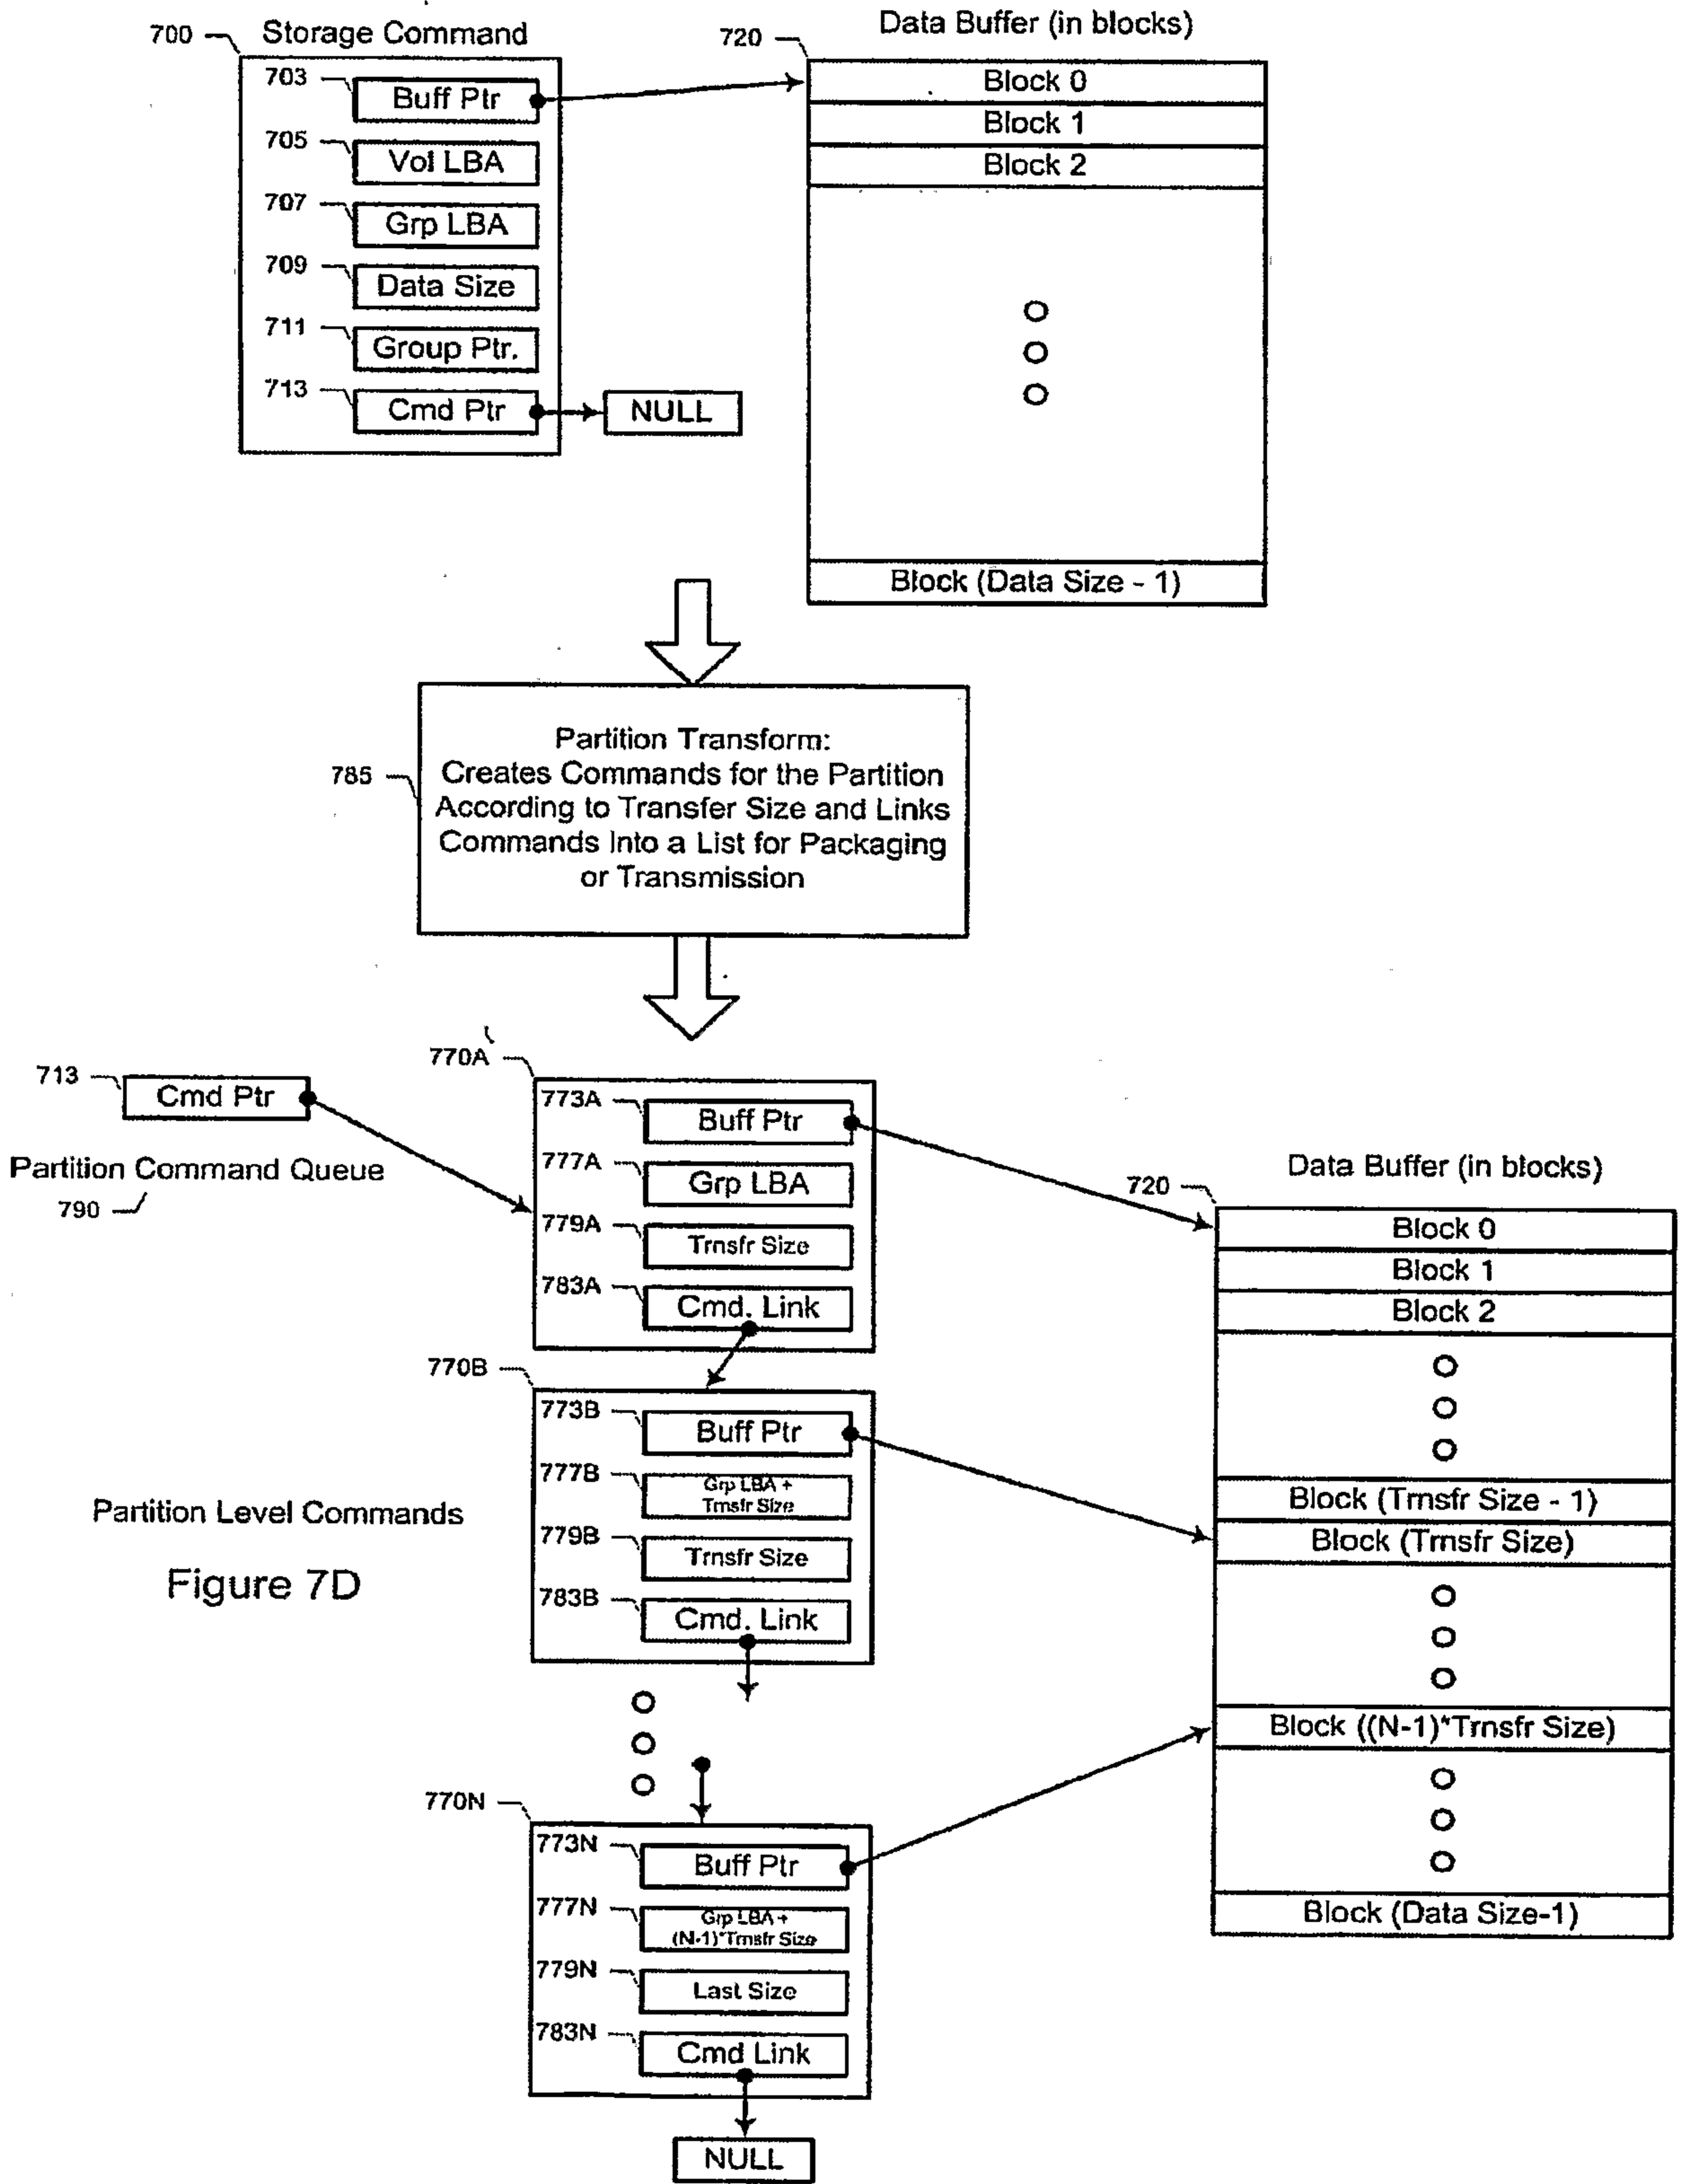 Storage Command
700
703
Buff Ptr
705
Vol LBA
707
Grp LBA
709
Data Size
711
Group Ptr.
713
Cmd Ptr
NULL
Data Buffer (in blocks)
720
Block 0
Block 1
Block 2
Block (Data Size - 1)
785
Partition Transform:
Creates Commands for the Partition
According to Transfer Size and Links
Commands Into a List for Packaging
or Transmission
713
Cmd Ptr
Partition Command Queue
790
770A
773A
Buff Ptr
777A
Grp LBA
779A
Trnsfr Size
783A
Cmd. Link
770B
773B
Buff Ptr
777B
Grp LBA +
Trnsfr Size
779B
Trnsfr Size
783B
Cmd. Link
Partition Level Commands
Figure 7D
770N
773N
Buff Ptr
777N
Grp LBA +
(N-1)*Trnsfr Size
779N
Last Size
783N
Cmd Link
NULL
Data Buffer (in blocks)
720
Block 0
Block 1
Block 2
Block (Trnsfr Size - 1)
Block (Trnsfr Size)
Block ((N-1)*Trnsfr Size)
Block (Data Size-1)